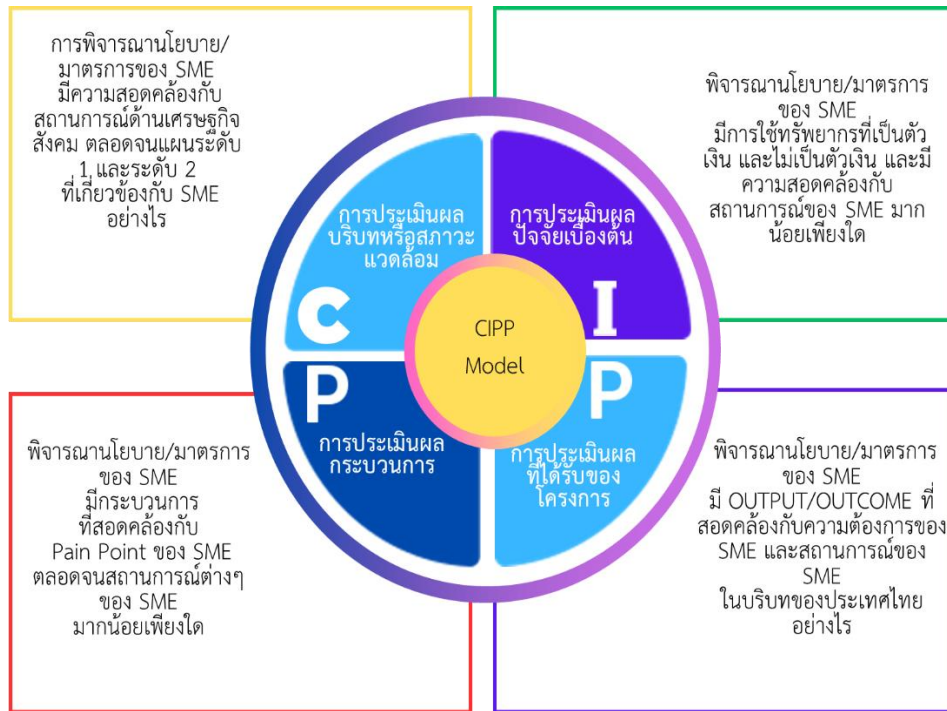 การพิจารณานโยบาย/
มาตรการของ SME
มีความสอดคล้องกับ
สถานการณ์ด้านเศรษฐกิจ
สังคม ตลอดจนแผนระดับ
1 และระดับ 2
ที่เกี่ยวข้องกับ SME
อย่างไร
พิจารณานโยบาย/มาตรการ
ของ SME
มีการใช้ทรัพยากรที่เป็นตัว
เงิน และไม่เป็นตัวเงิน และมี
ความสอดคล้องกับ
สถานการณ์ของ SME มาก
น้อยเพียงใด
การประเมินผล
บริบทหรือสภาวะ
แวดล้อม
C
การประเมินผล
ปัจจัยเบื้องต้น
I
CIPP
Model
P
การประเมินผล
กระบวนการ
P
การประเมินผล
ที่ได้รับของ
โครงการ
พิจารณานโยบาย/มาตรการ
ของ SME
มีกระบวนการ
ที่สอดคล้องกับ
Pain Point ของ SME
ตลอดจนสถานการณ์ต่างๆ
ของ SME
มากน้อยเพียงใด
พิจารณานโยบาย/มาตรการ
ของ SME
มี OUTPUT/OUTCOME ที่
สอดคล้องกับความต้องการของ
SME และสถานการณ์ของ
SME
ในบริบทของประเทศไทย
อย่างไร